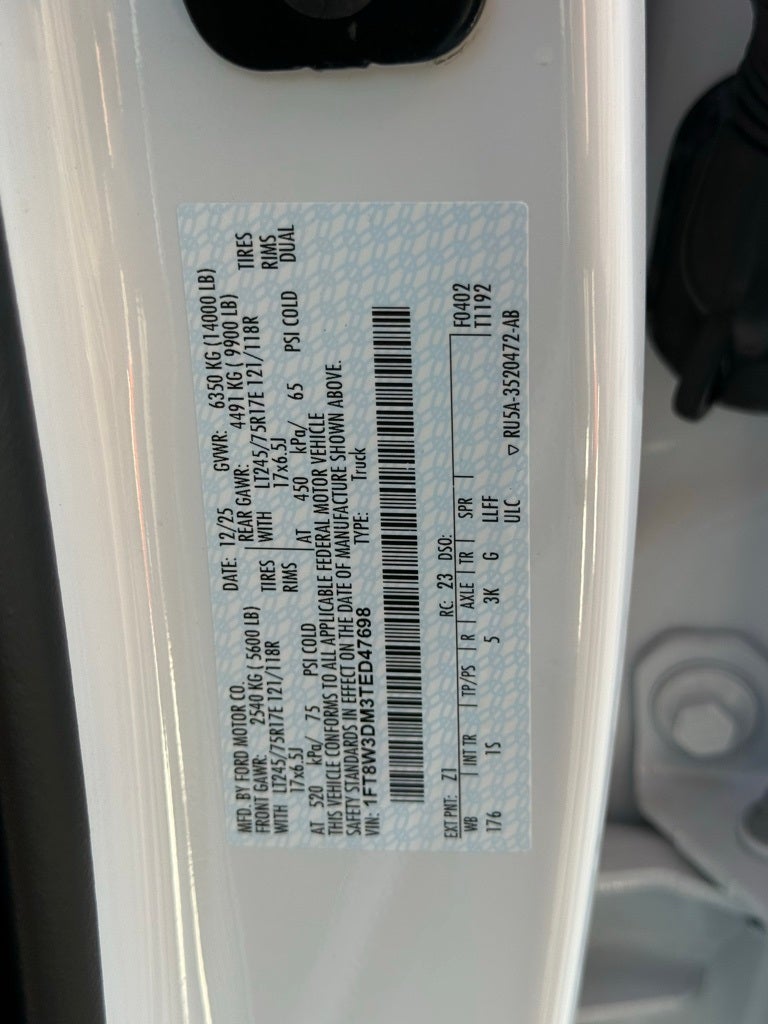 MFD. BY FORD MOTOR CO.
DATE: 12/25 GVWR: 6350 KG (14000 LB)
FRONT GAWR: 2540 KG ( 5600 LB) REAR GAWR: 4491 KG ( 9900 LB)
WITH LT245/75R17E 121/118R TIRES WITH LT245/75R17E 121/118R TIRES
17x6.5J RIMS 17x6.5J RIMS
AT 520 kPa/ 75 PSI COLD AT 450 kPa/ 65 PSI COLD DUAL
THIS VEHICLE CONFORMS TO ALL APPLICABLE FEDERAL MOTOR VEHICLE
SAFETY STANDARDS IN EFFECT ON THE DATE OF MANUFACTURE SHOWN ABOVE.
VIN: 1FT8W3DM3TED47698 TYPE: Truck
EXT PNT: Z1 RC: 23 DSO: F0402
WB INT TR TP/PS R AXLE TR SPR T1192
176 1S 5 3K G LLFF
ULC ▽ RU5A-3520472-AB